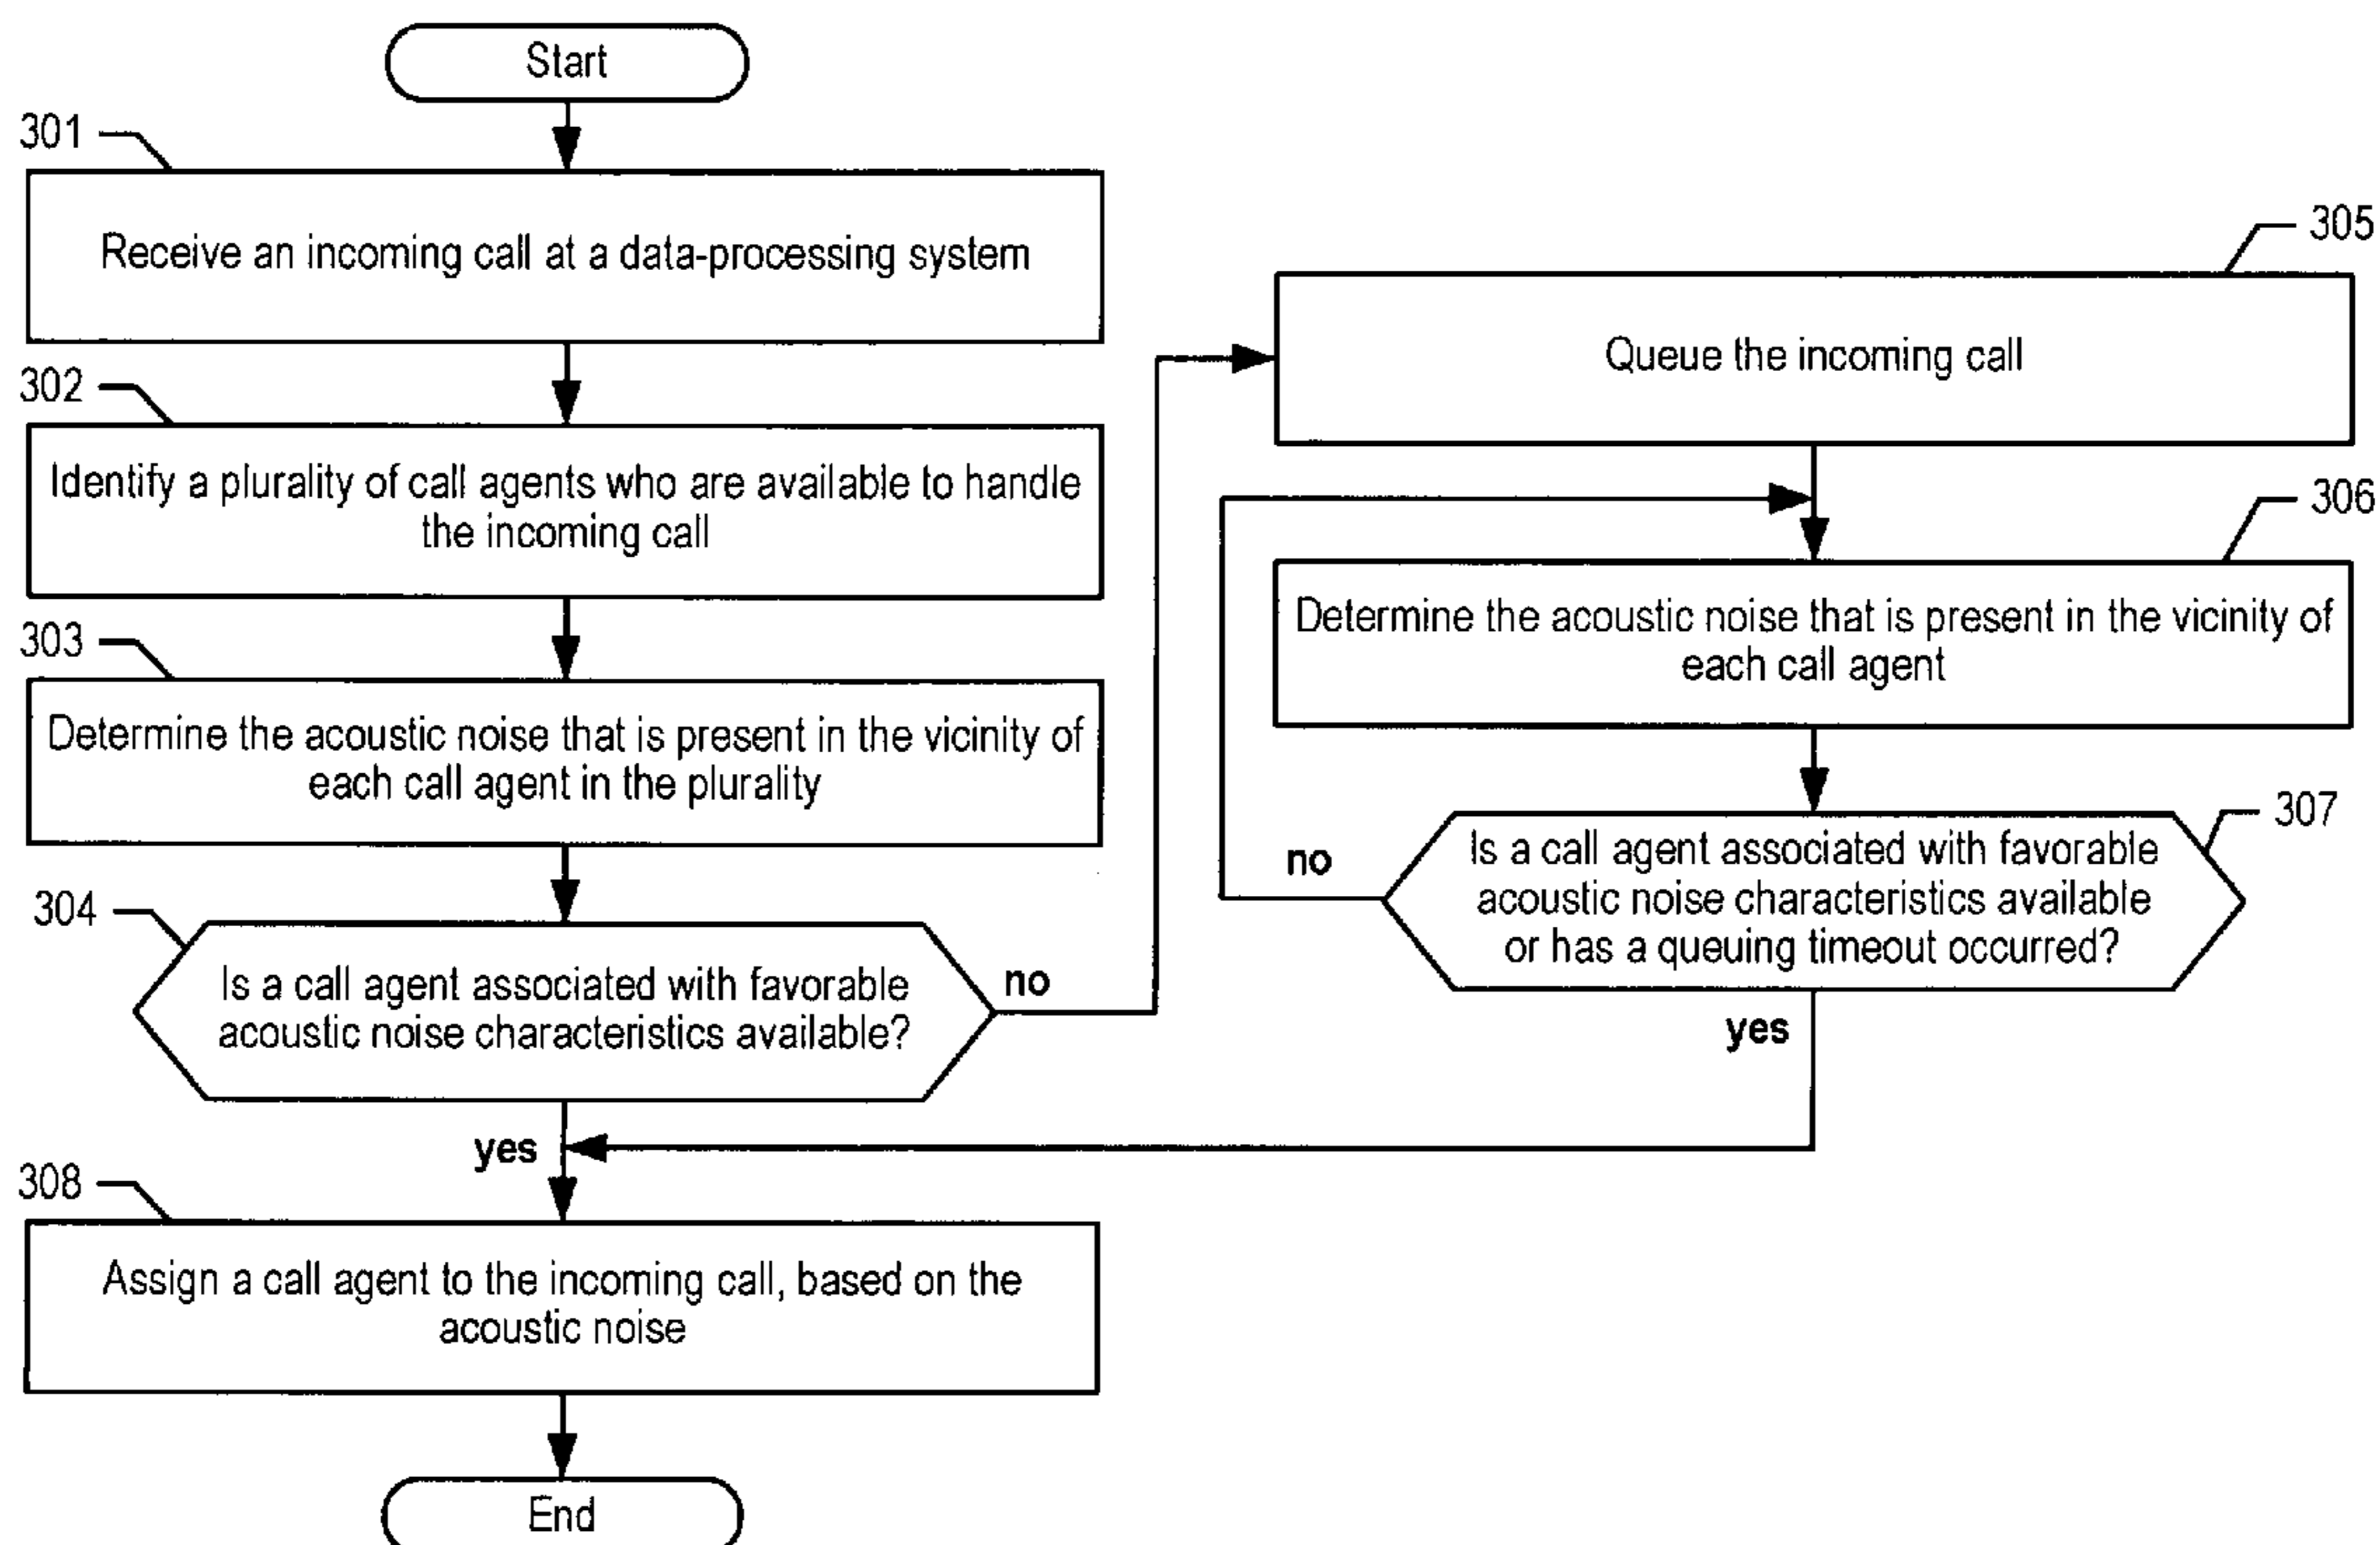 Start
301
Receive an incoming call at a data-processing system
302
Identify a plurality of call agents who are available to handle
the incoming call
303
Determine the acoustic noise that is present in the vicinity of
each call agent in the plurality
304
Is a call agent associated with favorable
acoustic noise characteristics available?
no
yes
305
Queue the incoming call
306
Determine the acoustic noise that is present in the vicinity of
each call agent
307
Is a call agent associated with favorable
acoustic noise characteristics available
or has a queuing timeout occurred?
no
yes
308
Assign a call agent to the incoming call, based on the
acoustic noise
End